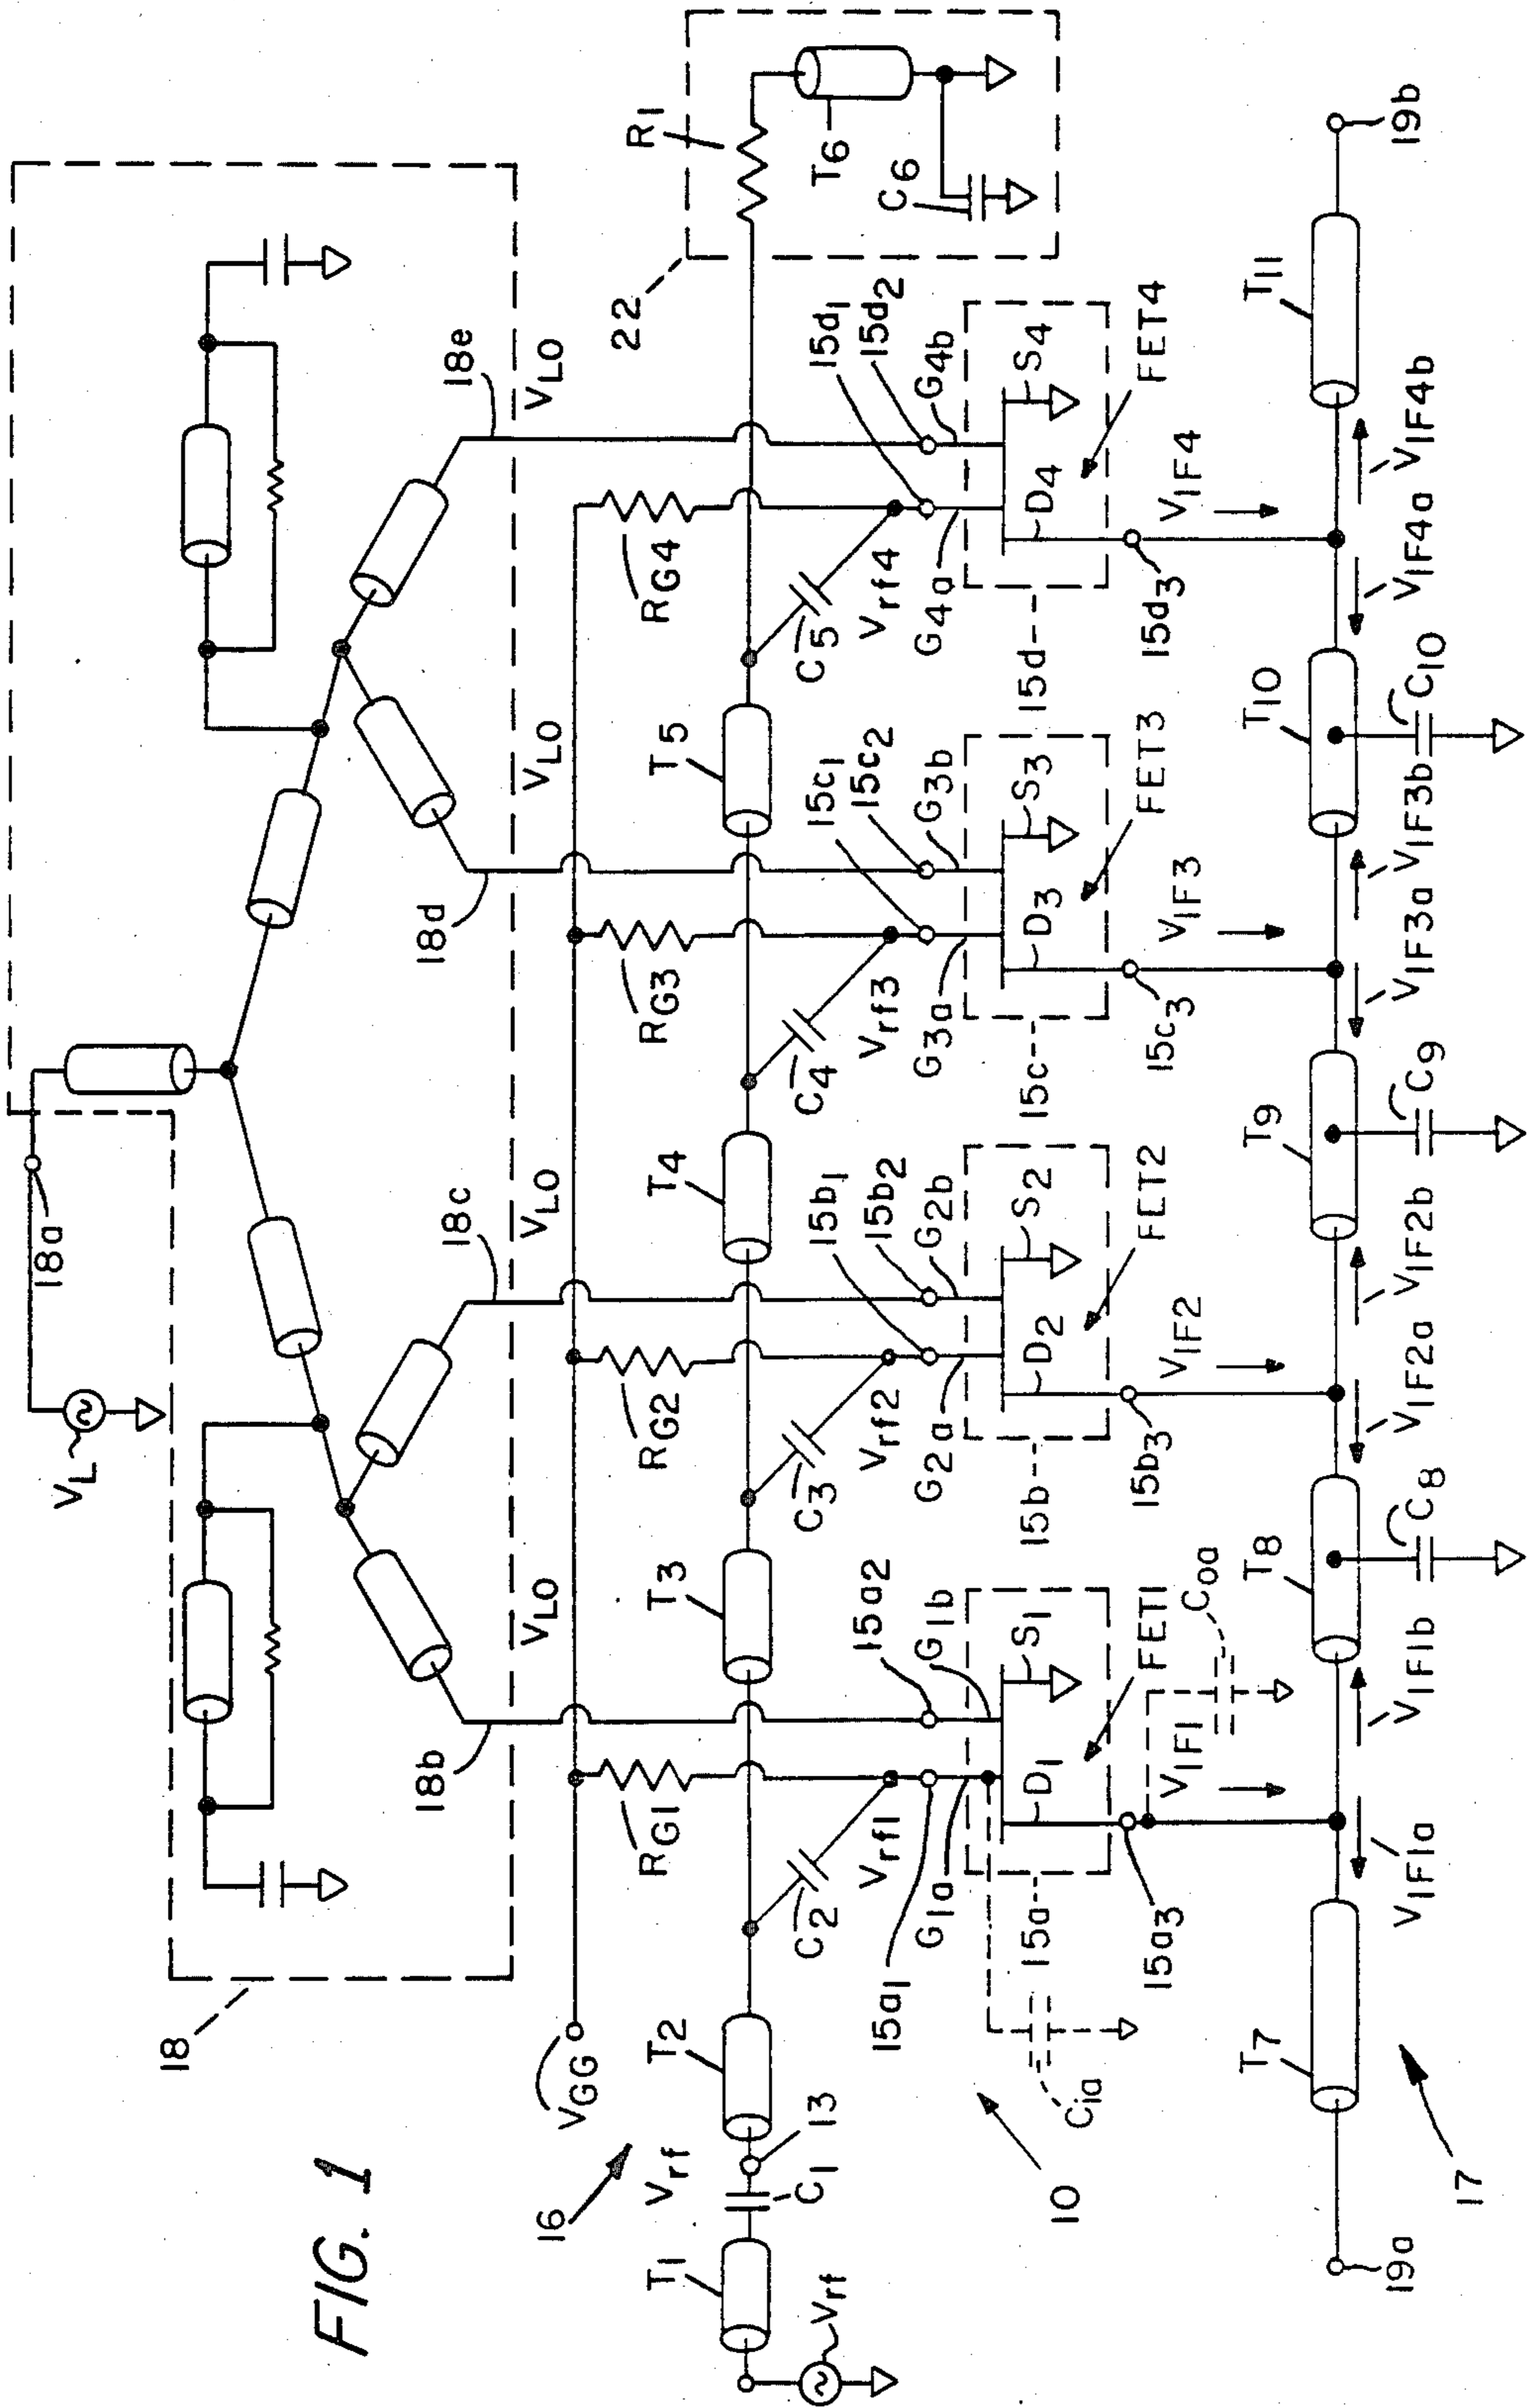 FIG. 1
18
V_L
18a
18b
18c
18d
18e
V_LO
V_LO
V_LO
V_LO
V_GG
16
R_G1
R_G2
R_G3
R_G4
22
R_1
T_6
C_6
V_rf
T_1
V_rf
C_1
13
T_2
T_3
T_4
T_5
C_2
C_3
C_4
C_5
V_rf1
V_rf2
V_rf3
V_rf4
15a_1
15a_2
15b_1
15b_2
15c_1
15c_2
15d_1
15d_2
G_1a
G_1b
G_2a
G_2b
G_3a
G_3b
G_4a
G_4b
10
C_ia
15a
D_1
S_1
FET1
15b
D_2
S_2
FET2
15c
D_3
S_3
FET3
15d
D_4
S_4
FET4
15a_3
V_IF1
C_oa
15b_3
V_IF2
15c_3
V_IF3
15d_3
V_IF4
19a
T_7
T_8
T_9
T_10
T_11
19b
17
V_IF1a
V_IF1b
C_8
V_IF2a
V_IF2b
C_9
V_IF3a
V_IF3b
C_10
V_IF4a
V_IF4b